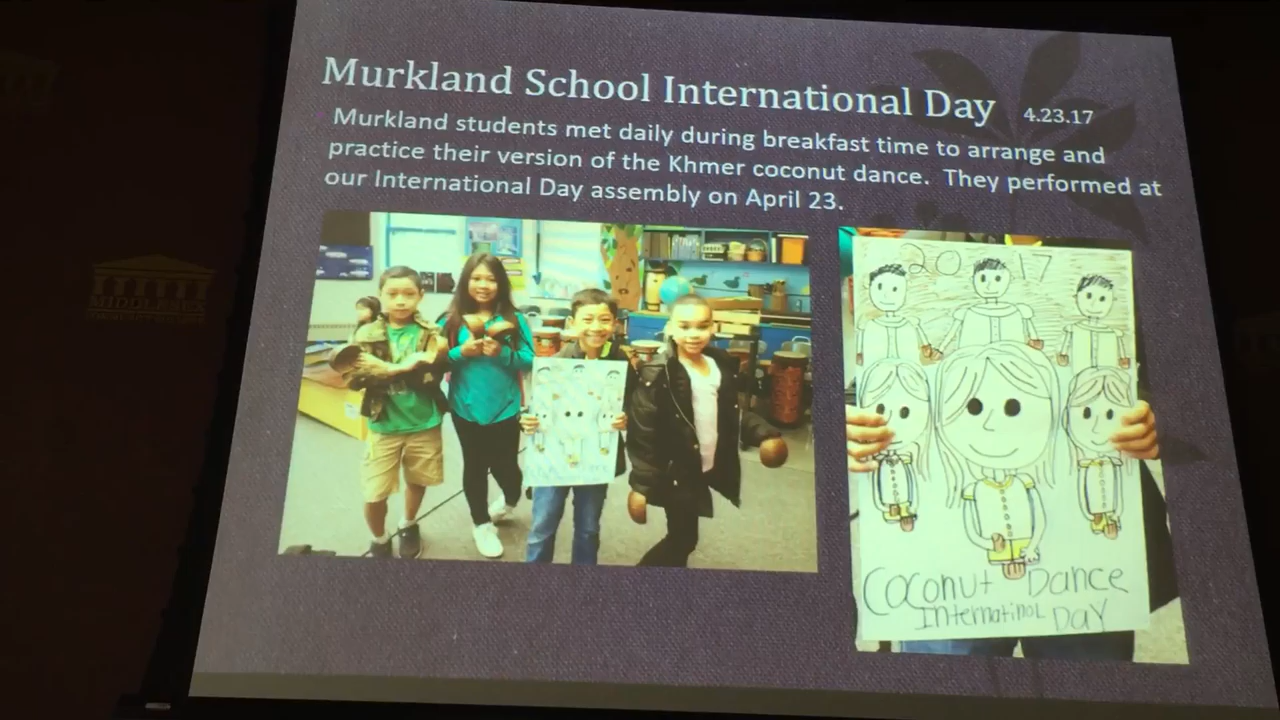 Murkland School International Day 4.23.17
Murkland students met daily during breakfast time to arrange and
practice their version of the Khmer coconut dance. They performed at
our International Day assembly on April 23.
2017
Coconut Dance
Internatinol Day
MIDDLESEX